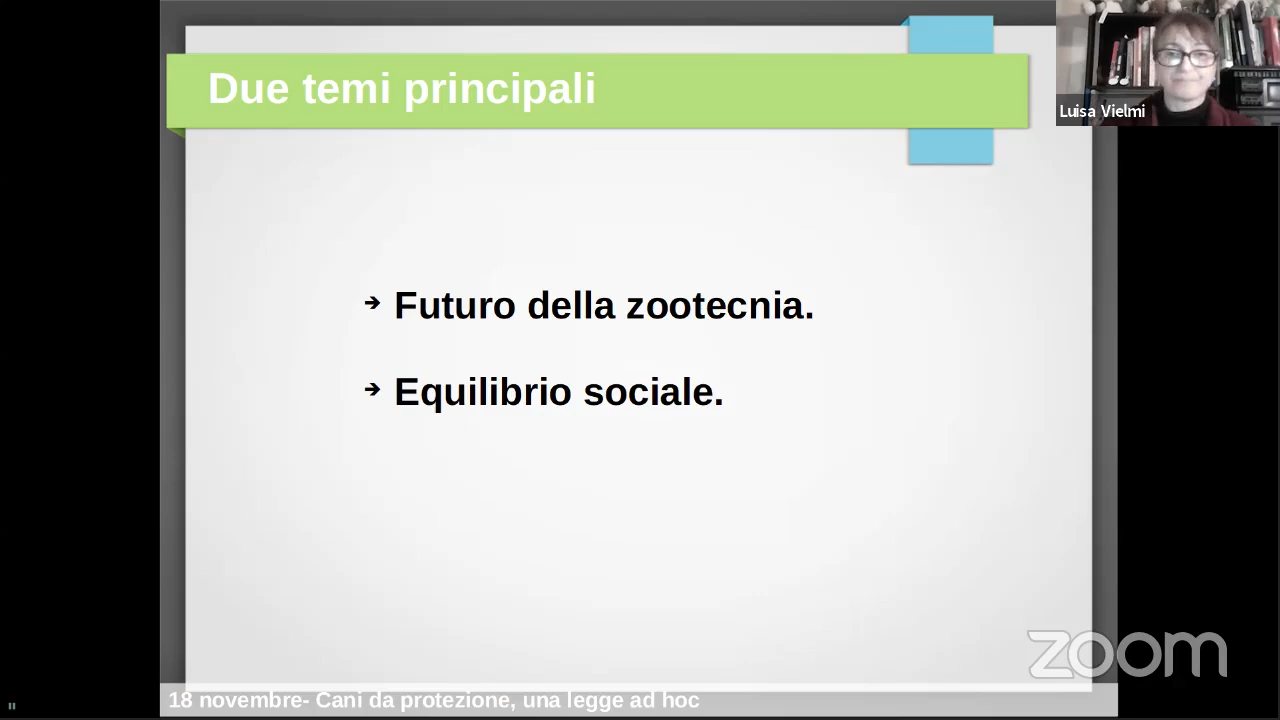 Due temi principali
Luisa Vielmi
➔ Futuro della zootecnia.
➔ Equilibrio sociale.
zoom
18 novembre- Cani da protezione, una legge ad hoc